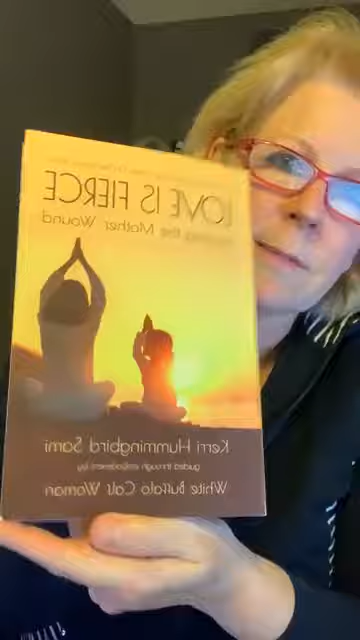 LOVE IS FIERCE
the Mother Wound
Kerri Hummingbird Sami
guided through embodiment by
White Buffalo Calf Woman